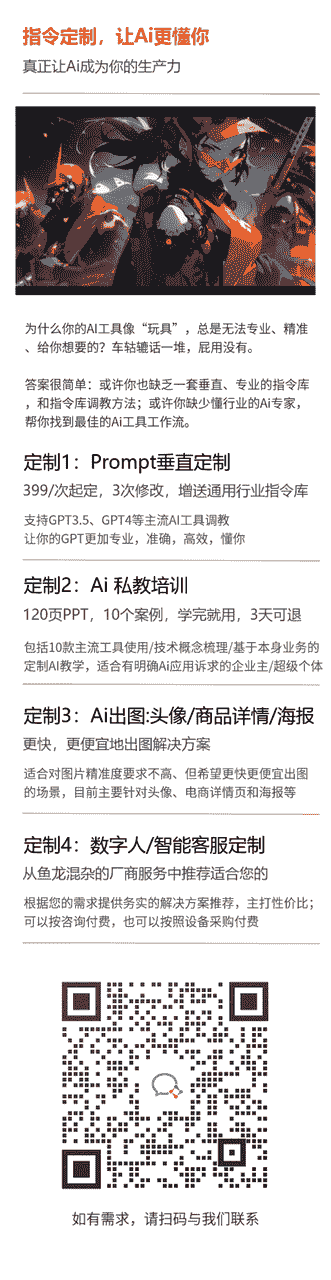 指令定制，让Ai更懂你
真正让Ai成为你的生产力
为什么你的AI工具像“玩具”，总是无法专业、精准
、给你想要的？车轱辘话一堆，屁用没有。
答案很简单：或许你也缺乏一套垂直、专业的指令库
，和指令库调教方法；或许你缺少懂行业的Ai专家，
帮你找到最佳的Ai工具工作流。
定制1：Prompt垂直定制
399/次起定，3次修改，增送通用行业指令库
支持GPT3.5、GPT4等主流AI工具调教
让你的GPT更加专业，准确，高效，懂你
定制2：Ai 私教培训
120页PPT，10个案例，学完就用，3天可退
包括10款主流工具使用/技术概念梳理/基于本身业务的
定制AI教学，适合有明确Ai应用诉求的企业主/超级个体
定制3：Ai出图:头像/商品详情/海报
更快，更便宜地出图解决方案
适合对图片精准度要求不高、但希望更快更便宜出图
的场景，目前主要针对头像、电商详情页和海报等
定制4：数字人/智能客服定制
从鱼龙混杂的厂商服务中推荐适合您的
根据您的需求提供务实的解决方案推荐，主打性价比；
可以按咨询付费，也可以按照设备采购付费
如有需求，请扫码与我们联系